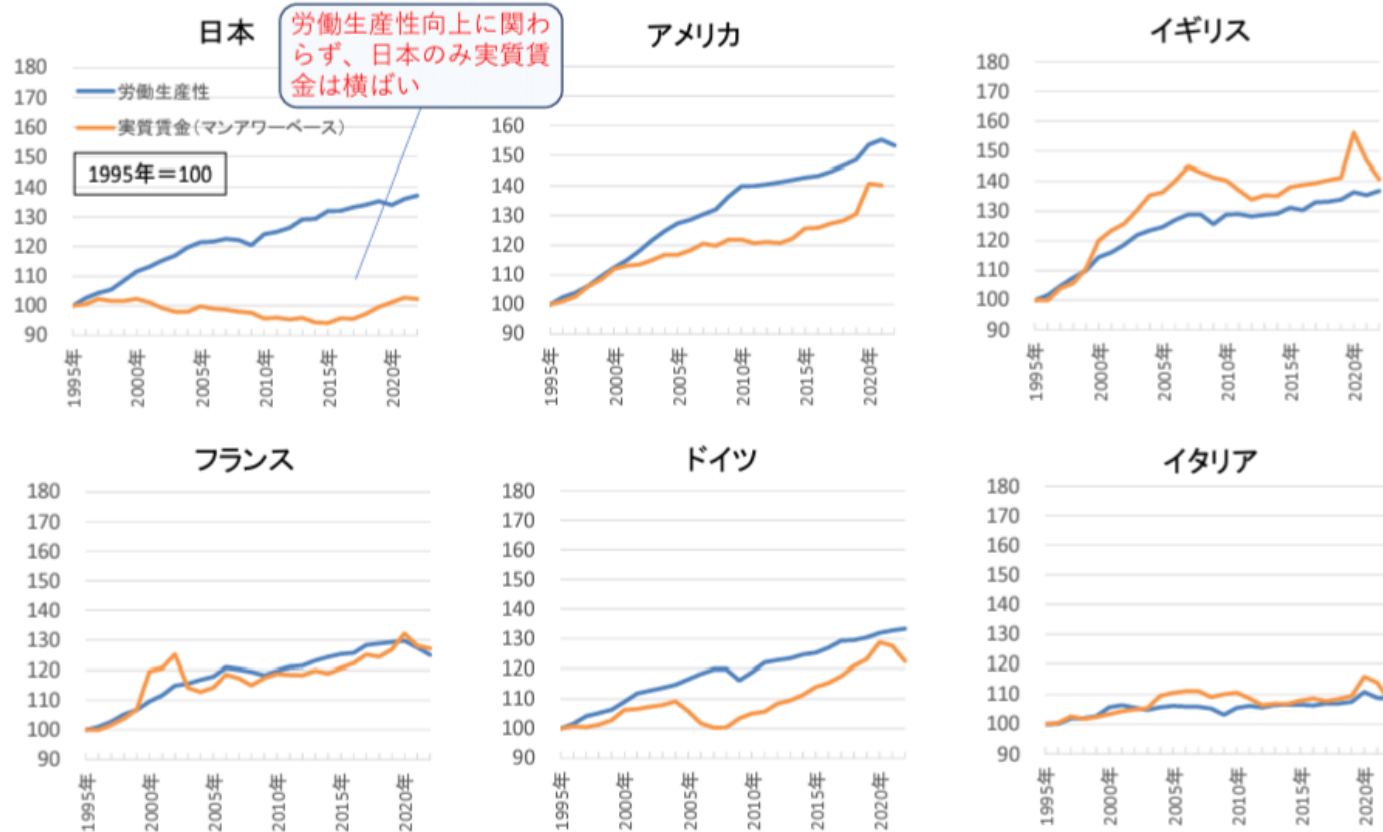 日本
労働生産性向上に関わ
らず、日本のみ実質賃
金は横ばい
労働生産性
実質賃金(マンアワーベース)
1995年=100
180
170
160
150
140
130
120
110
100
90
1995年
2000年
2005年
2010年
2015年
2020年
アメリカ
160
150
140
130
120
110
100
90
1995年
2000年
2005年
2010年
2015年
2020年
イギリス
180
170
160
150
140
130
120
110
100
90
1995年
2000年
2005年
2010年
2015年
2020年
フランス
180
170
160
150
140
130
120
110
100
90
1995年
2000年
2005年
2010年
2015年
2020年
ドイツ
180
170
160
150
140
130
120
110
100
90
1995年
2000年
2005年
2010年
2015年
2020年
イタリア
180
170
160
150
140
130
120
110
100
90
1995年
2000年
2005年
2010年
2015年
2020年